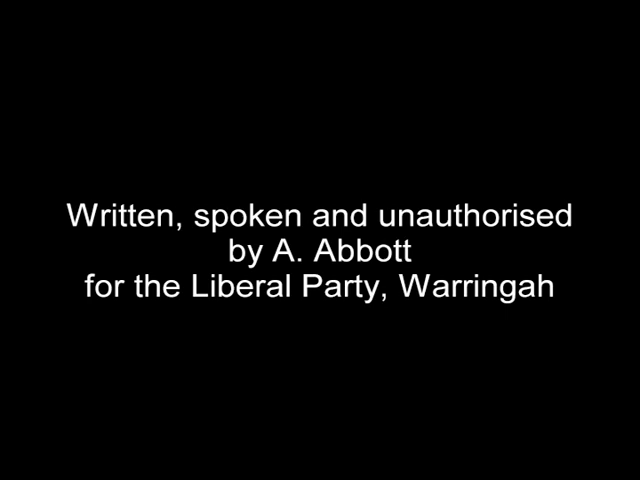 Written, spoken and unauthorised
by A. Abbott
for the Liberal Party, Warringah